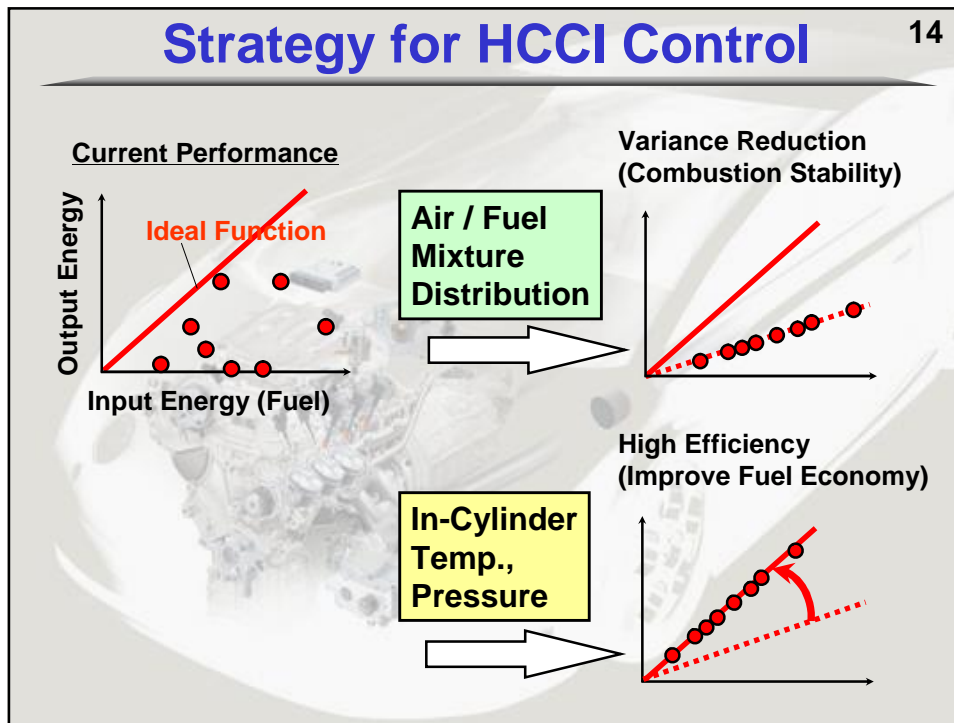 Strategy for HCCI Control
14
Current Performance
Output Energy
Ideal Function
Input Energy (Fuel)
Air / Fuel
Mixture
Distribution
Variance Reduction
(Combustion Stability)
In-Cylinder
Temp.,
Pressure
High Efficiency
(Improve Fuel Economy)